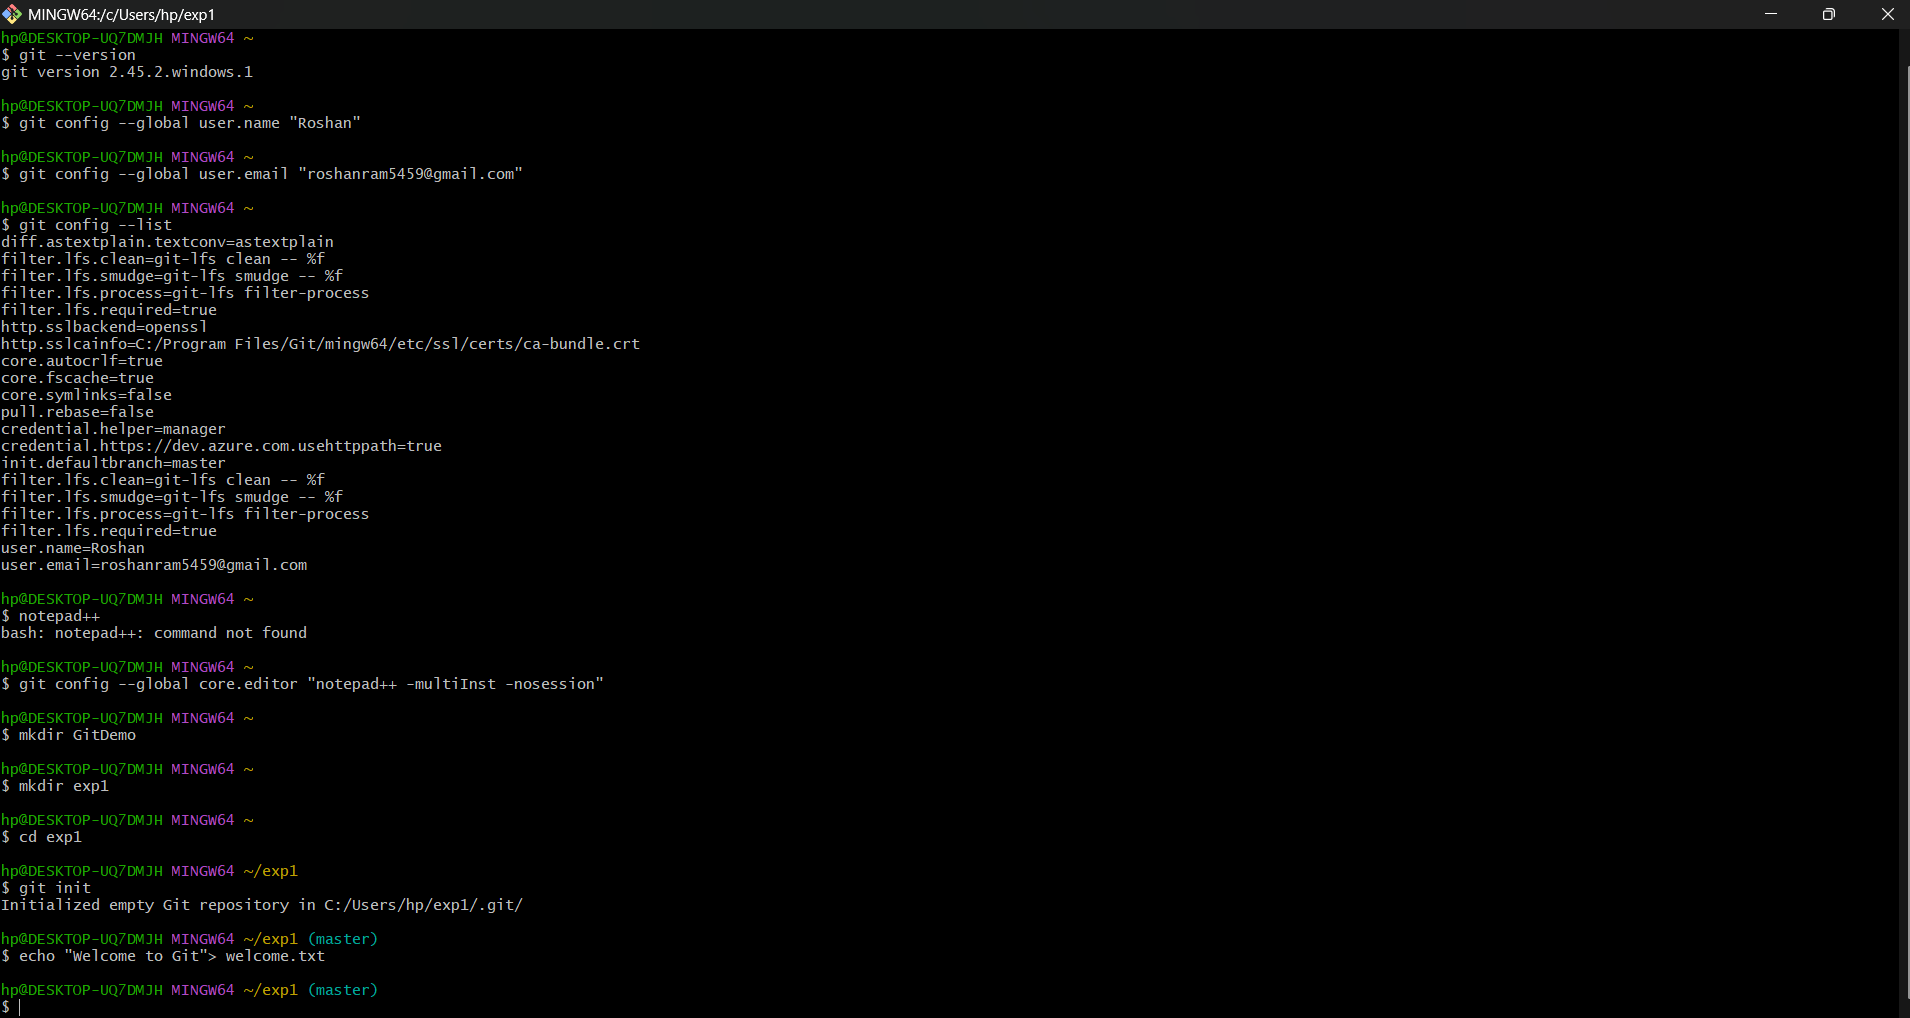 MINGW64:/c/Users/hp/exp1
hp@DESKTOP-UQ7DMJH MINGW64 ~
$ git --version
git version 2.45.2.windows.1
hp@DESKTOP-UQ7DMJH MINGW64 ~
$ git config --global user.name "Roshan"
hp@DESKTOP-UQ7DMJH MINGW64 ~
$ git config --global user.email "roshanram5459@gmail.com"
hp@DESKTOP-UQ7DMJH MINGW64 ~
$ git config --list
diff.astextplain.textconv=astextplain
filter.lfs.clean=git-lfs clean -- %f
filter.lfs.smudge=git-lfs smudge -- %f
filter.lfs.process=git-lfs filter-process
filter.lfs.required=true
http.sslbackend=openssl
http.sslcainfo=C:/Program Files/Git/mingw64/etc/ssl/certs/ca-bundle.crt
core.autocrlf=true
core.fscache=true
core.symlinks=false
pull.rebase=false
credential.helper=manager
credential.https://dev.azure.com.usehttppath=true
init.defaultbranch=master
filter.lfs.clean=git-lfs clean -- %f
filter.lfs.smudge=git-lfs smudge -- %f
filter.lfs.process=git-lfs filter-process
filter.lfs.required=true
user.name=Roshan
user.email=roshanram5459@gmail.com
hp@DESKTOP-UQ7DMJH MINGW64 ~
$ notepad++
bash: notepad++: command not found
hp@DESKTOP-UQ7DMJH MINGW64 ~
$ git config --global core.editor "notepad++ -multiInst -nosession"
hp@DESKTOP-UQ7DMJH MINGW64 ~
$ mkdir GitDemo
hp@DESKTOP-UQ7DMJH MINGW64 ~
$ mkdir exp1
hp@DESKTOP-UQ7DMJH MINGW64 ~
$ cd exp1
hp@DESKTOP-UQ7DMJH MINGW64 ~/exp1
$ git init
Initialized empty Git repository in C:/Users/hp/exp1/.git/
hp@DESKTOP-UQ7DMJH MINGW64 ~/exp1 (master)
$ echo "Welcome to Git"> welcome.txt
hp@DESKTOP-UQ7DMJH MINGW64 ~/exp1 (master)
$